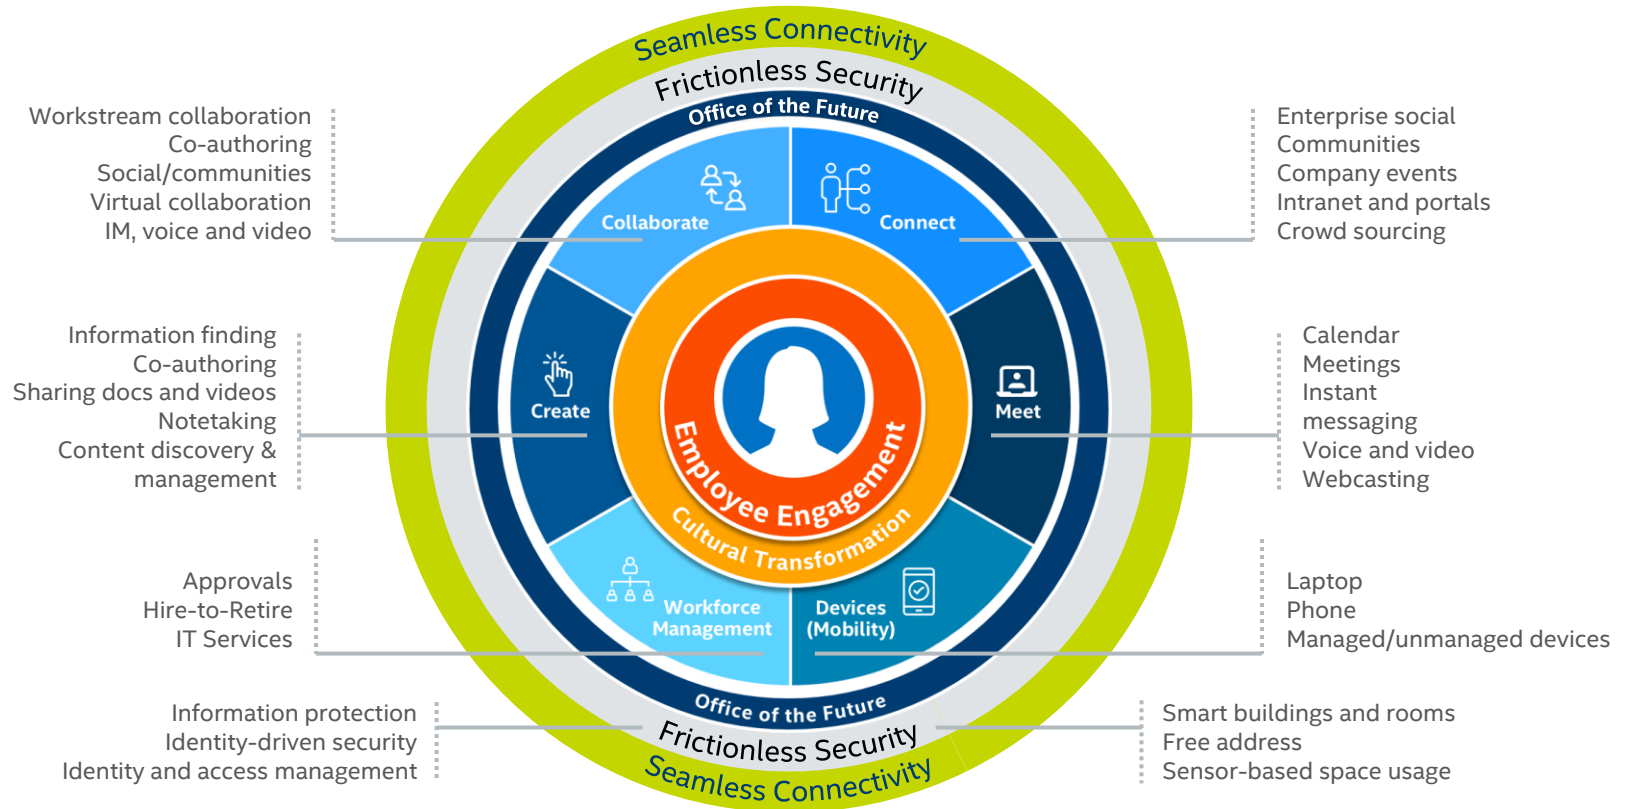 Seamless Connectivity
Frictionless Security
Office of the Future
Workstream collaboration
Co-authoring
Social/communities
Virtual collaboration
IM, voice and video
Collaborate
Connect
Enterprise social
Communities
Company events
Intranet and portals
Crowd sourcing
Information finding
Co-authoring
Sharing docs and videos
Notetaking
Content discovery &
management
Create
Meet
Calendar
Meetings
Instant
messaging
Voice and video
Webcasting
Employee Engagement
Cultural Transformation
Approvals
Hire-to-Retire
IT Services
Workforce
Management
Devices
(Mobility)
Laptop
Phone
Managed/unmanaged devices
Office of the Future
Frictionless Security
Seamless Connectivity
Information protection
Identity-driven security
Identity and access management
Smart buildings and rooms
Free address
Sensor-based space usage